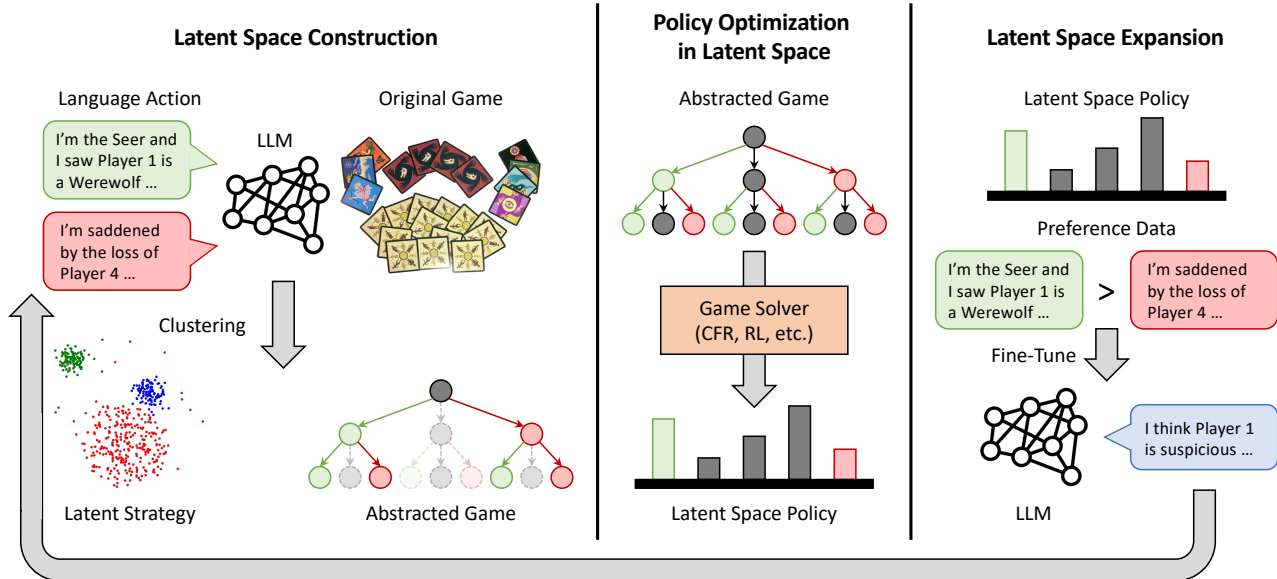 Latent Space Construction
Language Action
Original Game
I'm the Seer and
I saw Player 1 is
a Werewolf ...
LLM
I'm saddened
by the loss of
Player 4 ...
Clustering
Latent Strategy
Abstracted Game
Policy Optimization
in Latent Space
Abstracted Game
Game Solver
(CFR, RL, etc.)
Latent Space Policy
Latent Space Expansion
Latent Space Policy
Preference Data
I'm the Seer and
I saw Player 1 is
a Werewolf ...
>
I'm saddened
by the loss of
Player 4 ...
Fine-Tune
I think Player 1
is suspicious ...
LLM